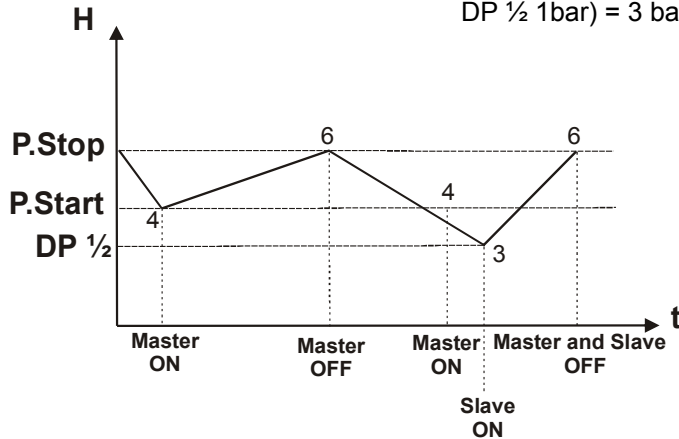 DP ½ 1bar) = 3 ba
H
P.Stop
6
6
P.Start
4
4
DP ½
3
t
Master
ON
Master
OFF
Master
ON
Master and Slave
OFF
Slave
ON